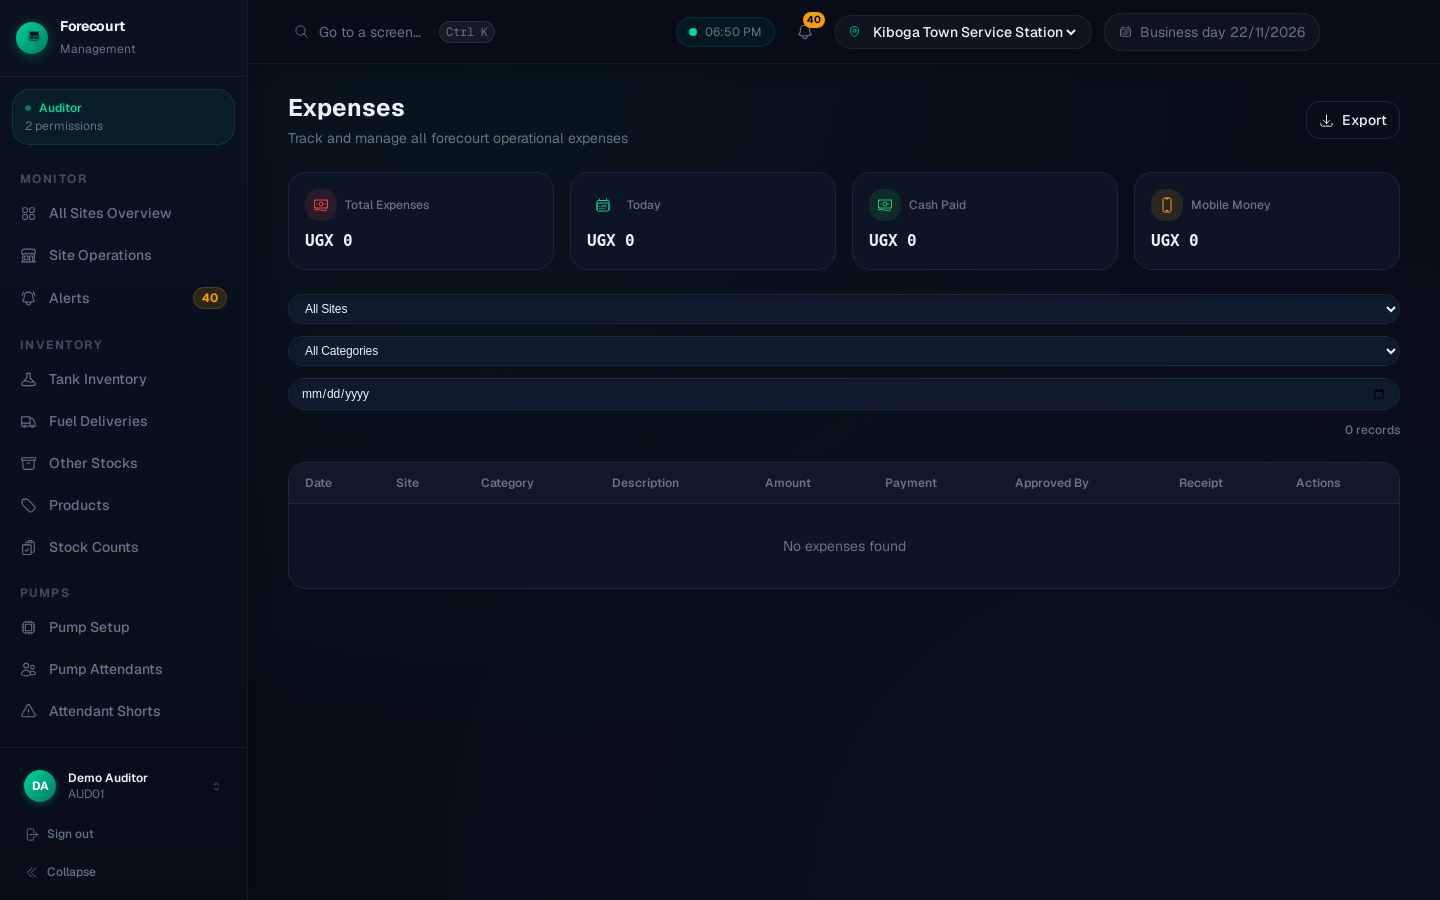 Forecourt
Management
Auditor
2 permissions
MONITOR
All Sites Overview
Site Operations
Alerts 40
INVENTORY
Tank Inventory
Fuel Deliveries
Other Stocks
Products
Stock Counts
PUMPS
Pump Setup
Pump Attendants
Attendant Shorts
DA Demo Auditor
AUD01
Sign out
Collapse
Go to a screen... Ctrl K
06:50 PM
40
Kiboga Town Service Station
Business day 22/11/2026
Expenses
Track and manage all forecourt operational expenses
Export
Total Expenses
UGX 0
Today
UGX 0
Cash Paid
UGX 0
Mobile Money
UGX 0
All Sites
All Categories
mm/dd/yyyy
0 records
Date Site Category Description Amount Payment Approved By Receipt Actions
No expenses found